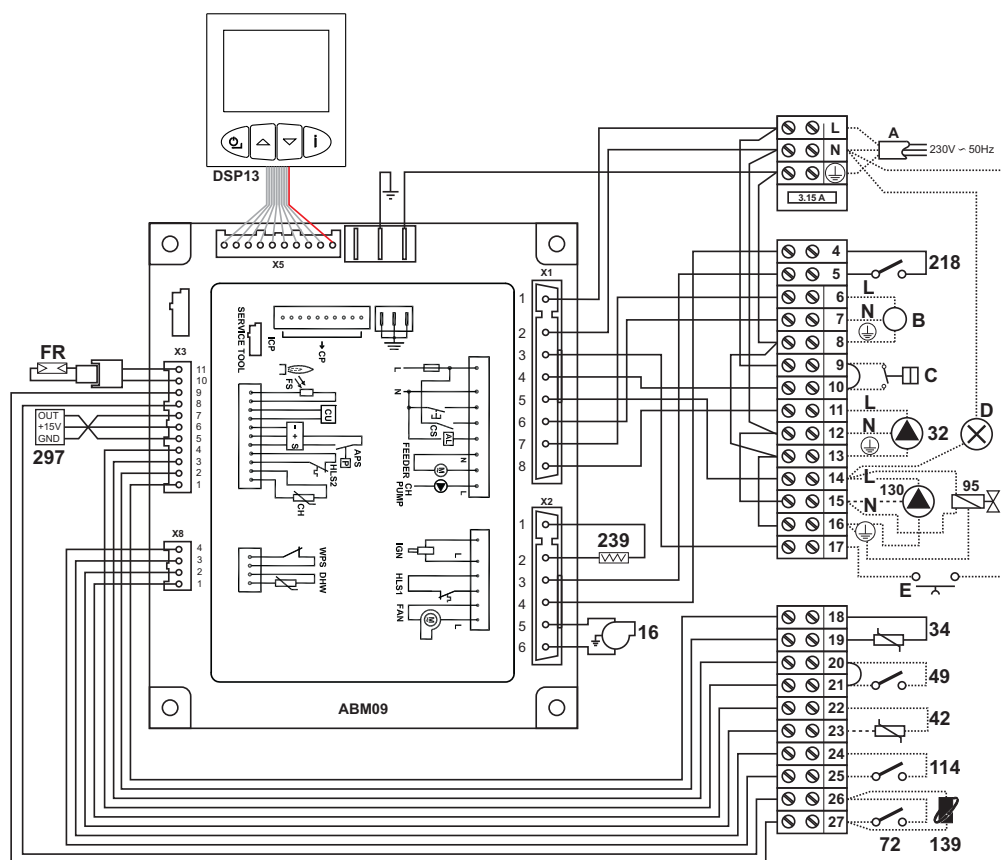 DSP13
X5
L
N
3.15 A
A
230V ~ 50Hz
X1
1
2
3
4
5
6
7
8
SERVICE TOOL
ICP
CP
FS
CU
- + S
APS
P
HLS2
CH
L
N
CS
AL
M
N
L
FEEDER
CH PUMP
WPS
DHW
IGN
L
HLS1
FAN
M
L
ABM09
FR
X3
11
10
9
8
7
6
5
4
3
2
1
OUT
+15V
GND
297
X8
4
3
2
1
X2
1
2
3
4
5
6
239
16
4
5
6
7
8
9
10
11
12
13
14
15
16
17
218
L
N
B
C
L
N
32
D
L
N
130
95
E
18
19
20
21
22
23
24
25
26
27
34
49
42
114
72
139